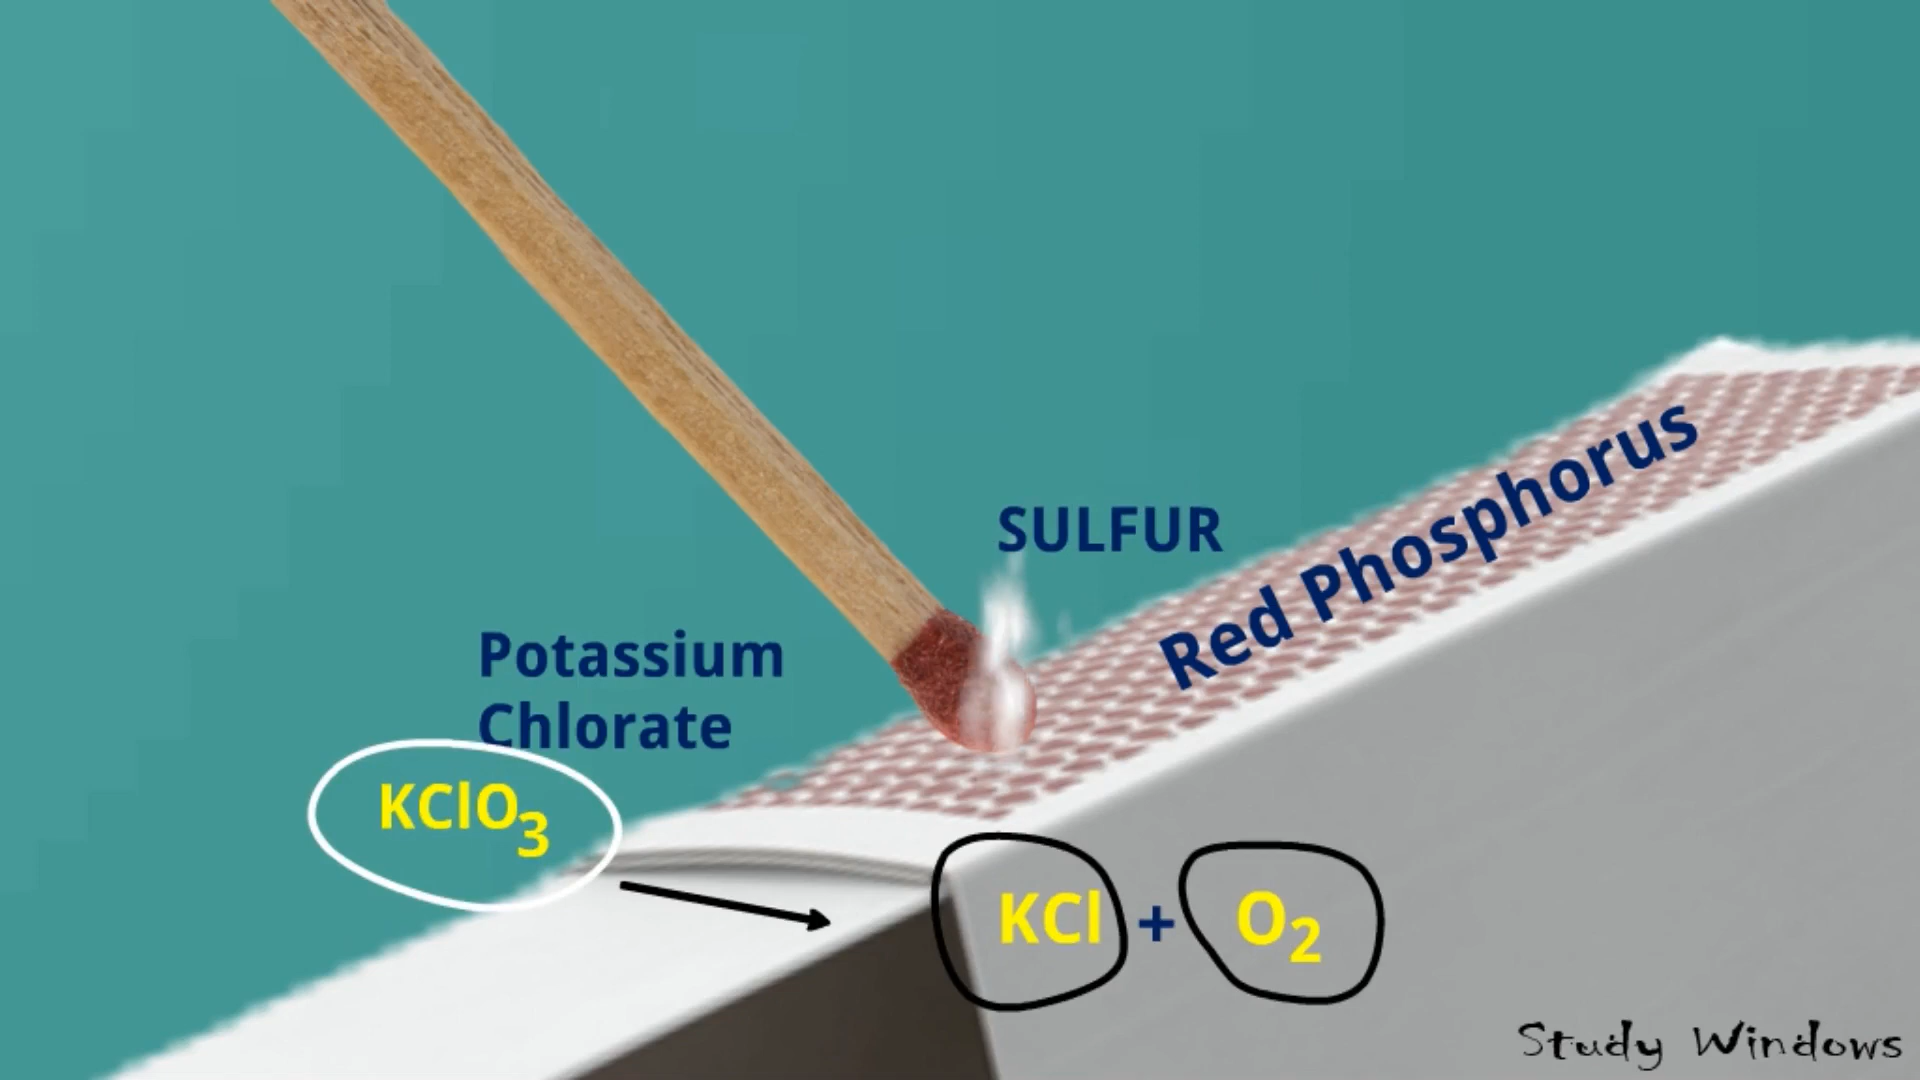 SULFUR
Red Phosphorus
Potassium
Chlorate
KClO₃
KCl + O₂
Study Windows